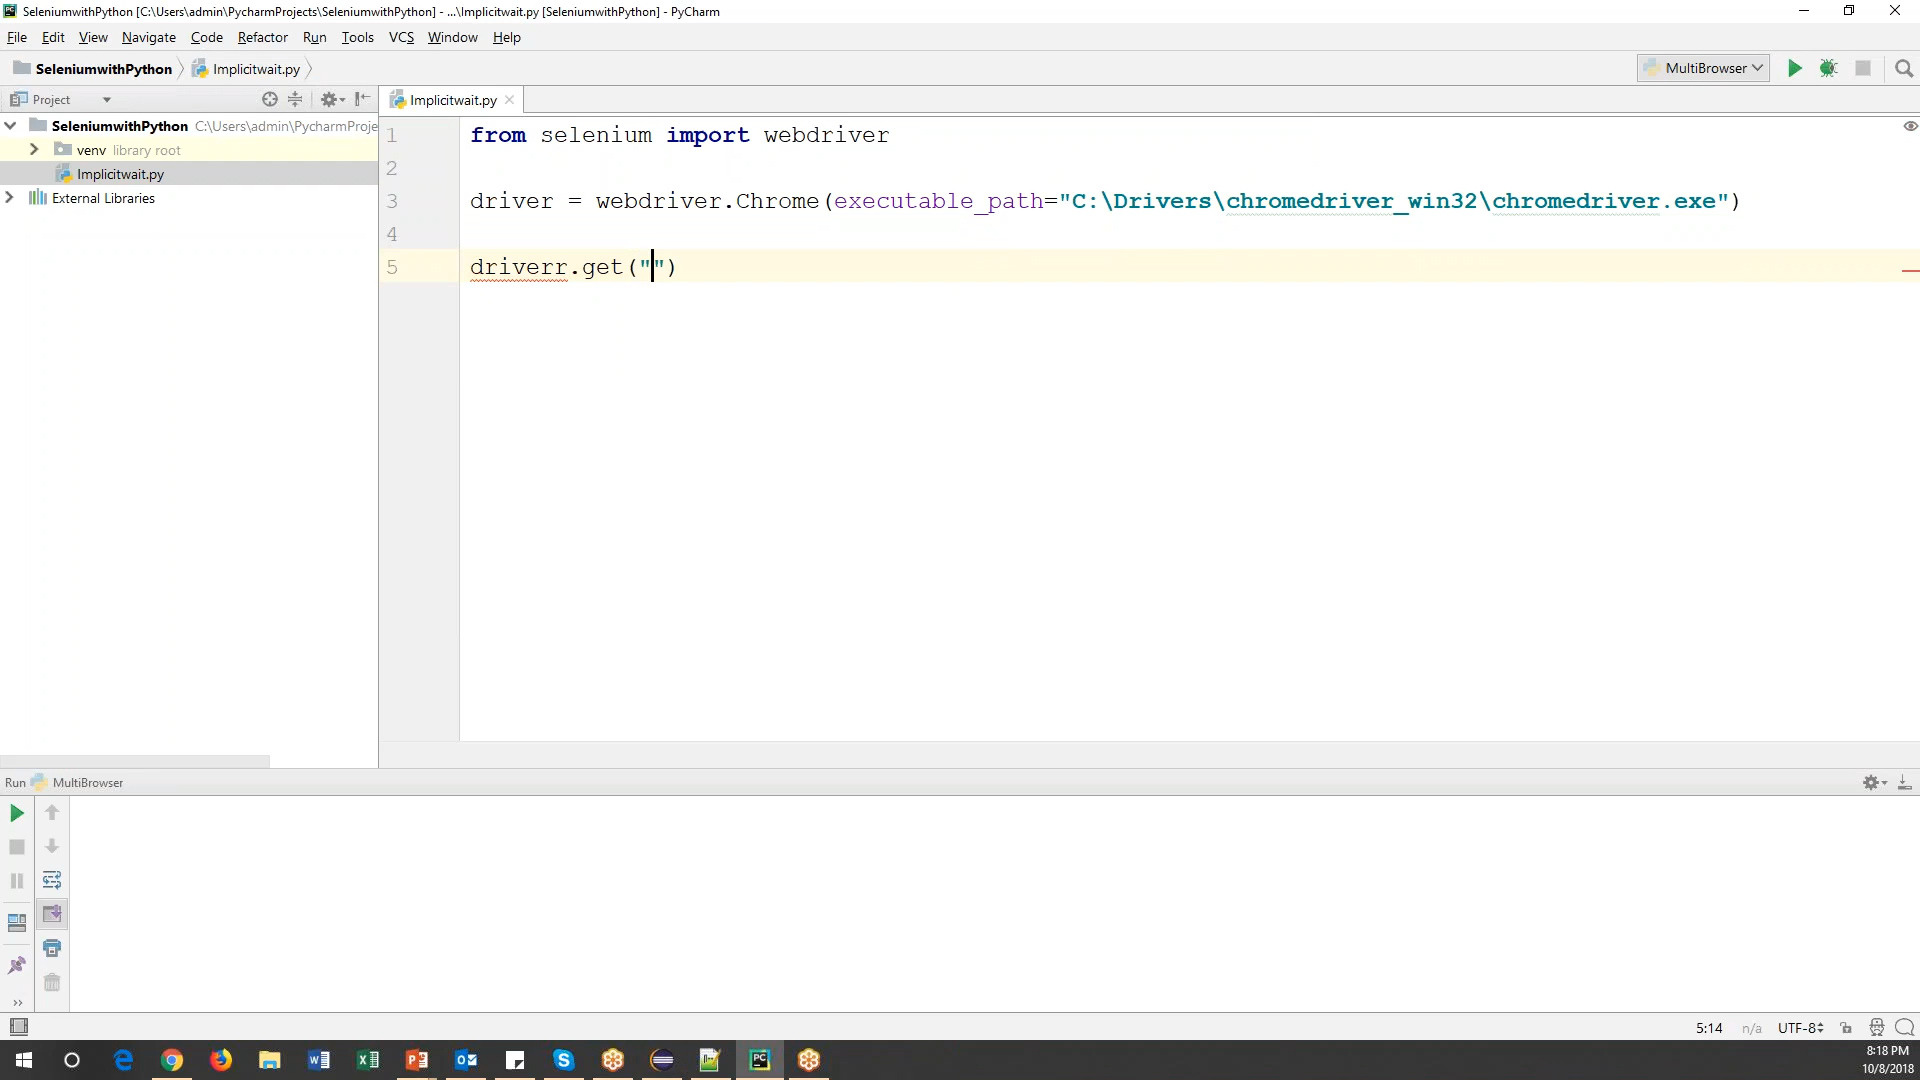 SeleniumwithPython [C:\Users\admin\PycharmProjects\SeleniumwithPython] - ...\Implicitwait.py [SeleniumwithPython] - PyCharm
File Edit View Navigate Code Refactor Run Tools VCS Window Help
SeleniumwithPython Implicitwait.py MultiBrowser
Project Implicitwait.py
SeleniumwithPython C:\Users\admin\PycharmProje
venv library root
Implicitwait.py
External Libraries
1 from selenium import webdriver
2
3 driver = webdriver.Chrome(executable_path="C:\Drivers\chromedriver_win32\chromedriver.exe")
4
5 driverr.get("")
Run MultiBrowser
5:14 n/a UTF-8
8:18 PM
10/8/2018